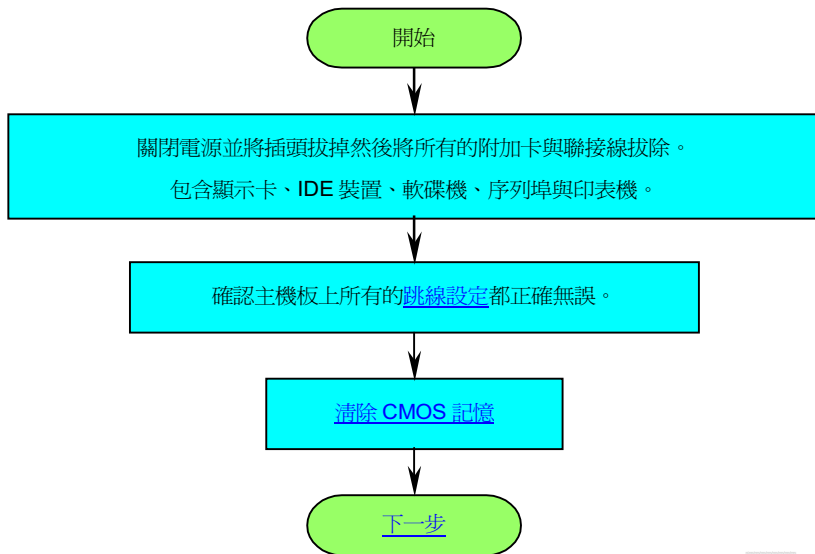 開始
關閉電源並將插頭拔掉然後將所有的附加卡與聯接線拔除。
包含顯示卡、IDE 裝置、軟碟機、序列埠與印表機。
確認主機板上所有的跳線設定都正確無誤。
清除 CMOS 記憶
下一步